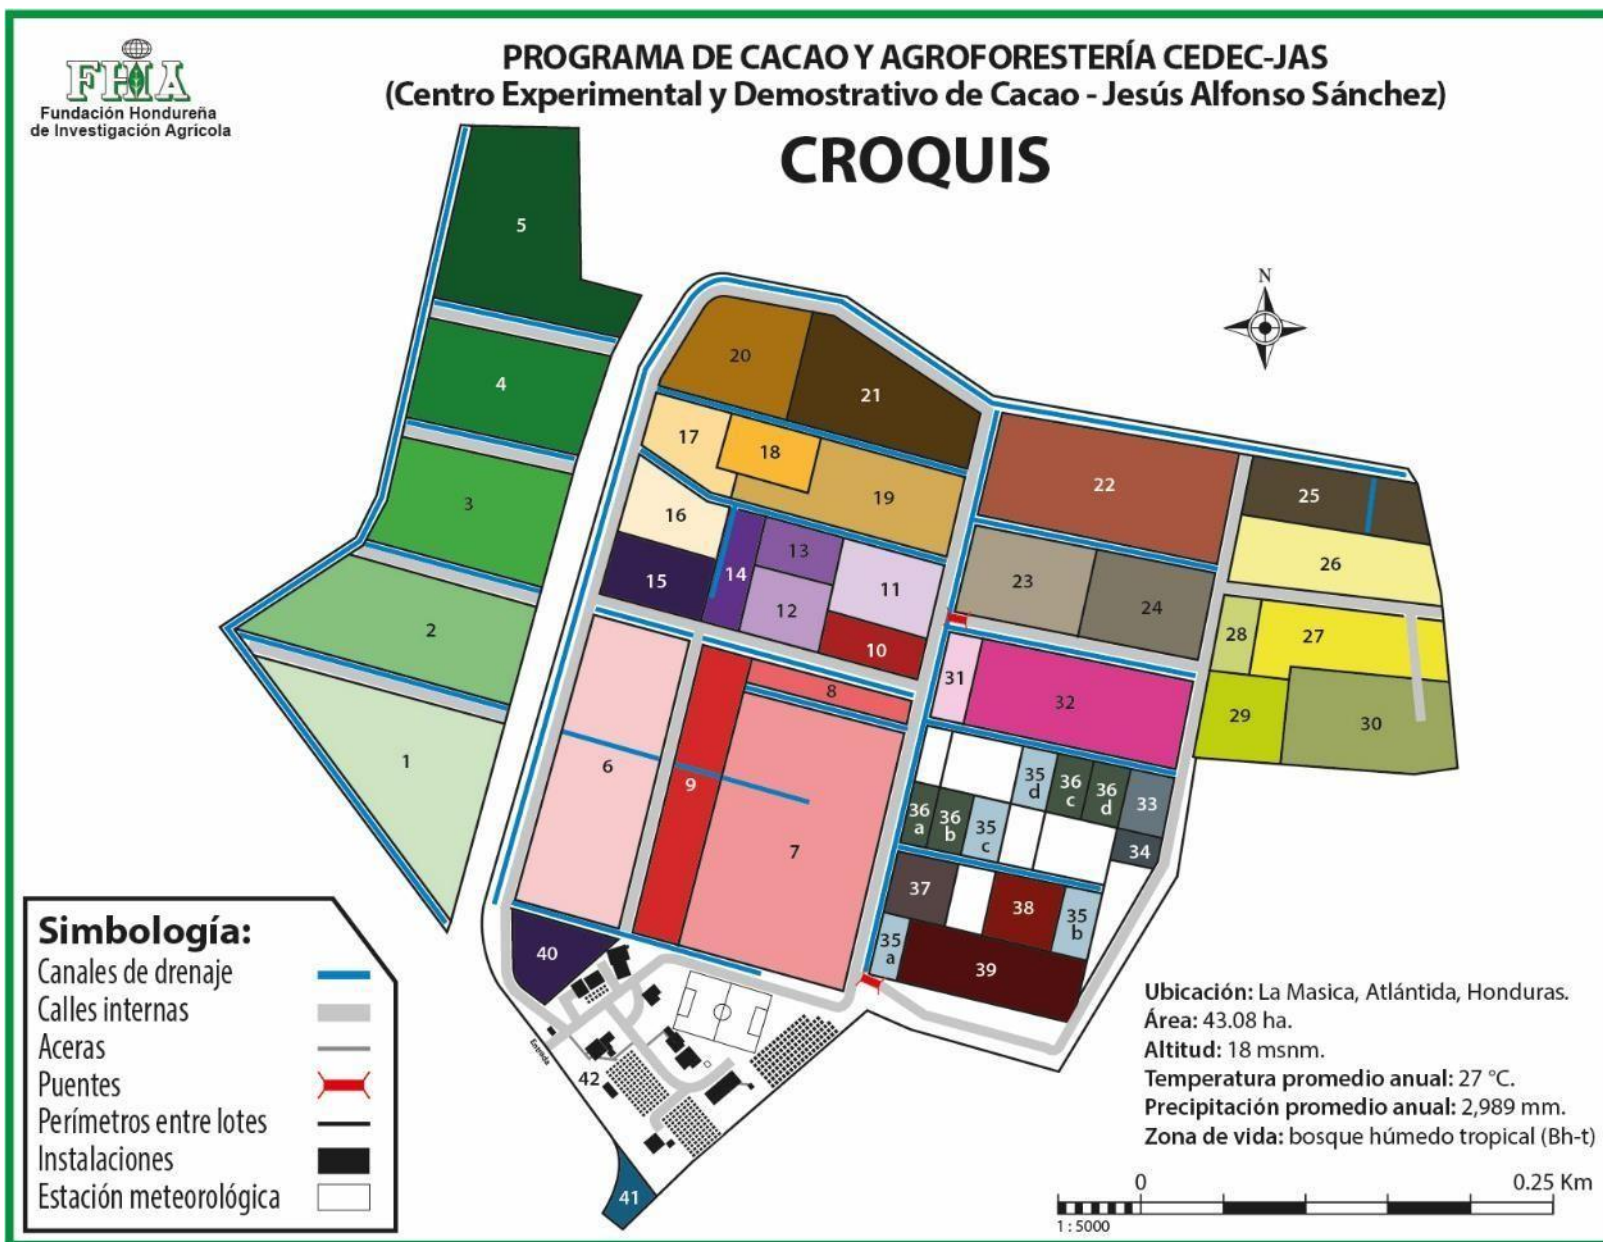 FHIA
Fundación Hondureña
de Investigación Agrícola
PROGRAMA DE CACAO Y AGROFORESTERÍA CEDEC-JAS
(Centro Experimental y Demostrativo de Cacao - Jesús Alfonso Sánchez)
CROQUIS
N
5
4
3
2
1
20
21
17
18
19
16
15
14
13
12
11
10
22
23
24
25
26
28
27
29
30
31
32
8
6
9
7
35
d
36
c
36
d
33
36
a
36
b
35
c
34
37
38
35
b
35
a
39
40
Entrada
42
41
Simbología:
Canales de drenaje
Calles internas
Aceras
Puentes
Perímetros entre lotes
Instalaciones
Estación meteorológica
Ubicación: La Masica, Atlántida, Honduras.
Área: 43.08 ha.
Altitud: 18 msnm.
Temperatura promedio anual: 27 °C.
Precipitación promedio anual: 2,989 mm.
Zona de vida: bosque húmedo tropical (Bh-t)
0
0.25 Km
1 : 5000